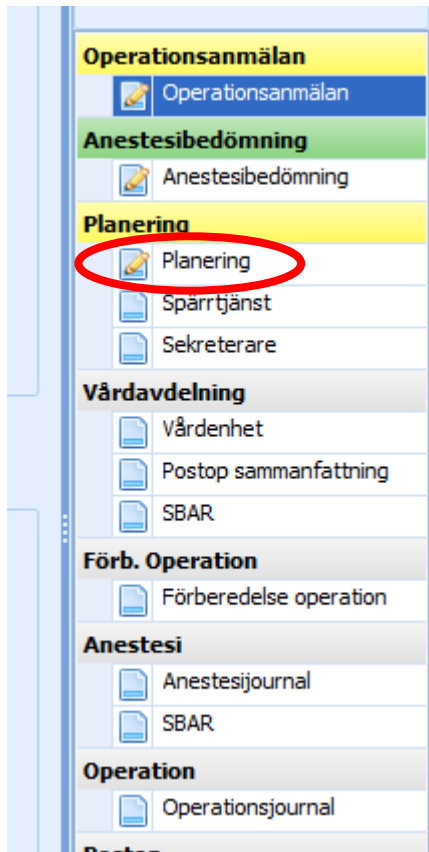 Operationsanmälan
Operationsanmälan
Anestesibedömning
Anestesibedömning
Planering
Planering
Spärrtjänst
Sekreterare
Vårdavdelning
Vårdenhet
Postop sammanfattning
SBAR
Förb. Operation
Förberedelse operation
Anestesi
Anestesijournal
SBAR
Operation
Operationsjournal